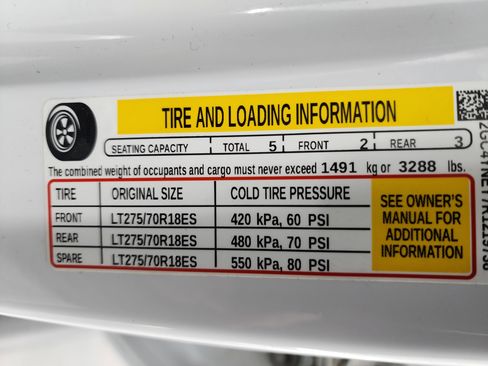 TIRE AND LOADING INFORMATION
SEATING CAPACITY TOTAL 5 FRONT 2 REAR 3
The combined weight of occupants and cargo must never exceed 1491 kg or 3288 lbs.
TIRE ORIGINAL SIZE COLD TIRE PRESSURE
FRONT LT275/70R18ES 420 kPa, 60 PSI
REAR LT275/70R18ES 480 kPa, 70 PSI
SPARE LT275/70R18ES 550 kPa, 80 PSI
SEE OWNER'S
MANUAL FOR
ADDITIONAL
INFORMATION